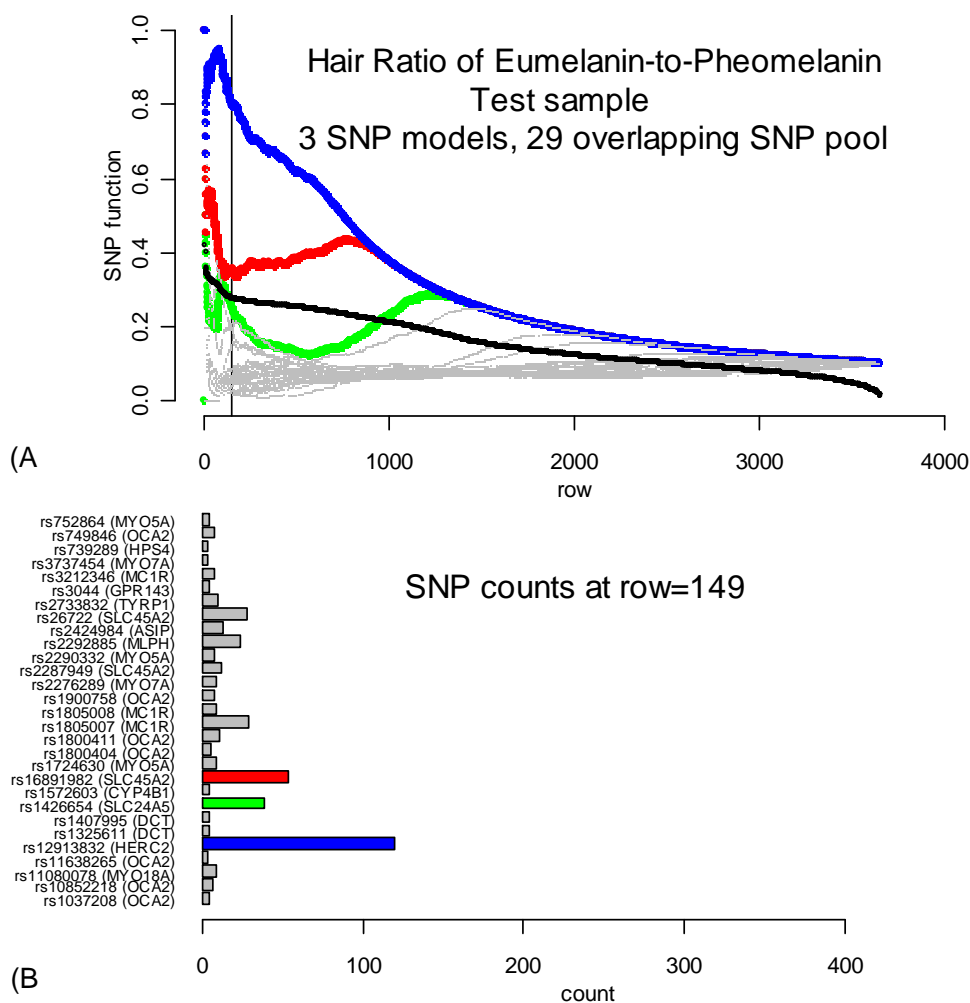 Hair Ratio of Eumelanin-to-Pheomelanin
Test sample
3 SNP models, 29 overlapping SNP pool
SNP function
1.0
0.8
0.6
0.4
0.2
0.0
0
1000
2000
3000
4000
row
(A
SNP counts at row=149
rs752864 (MYO5A)
rs749846 (OCA2)
rs739289 (HPS4)
rs3737454 (MYO7A)
rs3212346 (MC1R)
rs3044 (GPR143)
rs2733832 (TYRP1)
rs26722 (SLC45A2)
rs2424984 (ASIP)
rs2292885 (MLPH)
rs2290332 (MYO5A)
rs2287949 (SLC45A2)
rs2276289 (MYO7A)
rs1900758 (OCA2)
rs1805008 (MC1R)
rs1805007 (MC1R)
rs1800411 (OCA2)
rs1800404 (OCA2)
rs1724630 (MYO5A)
rs16891982 (SLC45A2)
rs1572603 (CYP4B1)
rs1426654 (SLC24A5)
rs1407995 (DCT)
rs1325611 (DCT)
rs12913832 (HERC2)
rs11638265 (OCA2)
rs11080078 (MYO18A)
rs10852218 (OCA2)
rs1037208 (OCA2)
0
100
200
300
400
count
(B